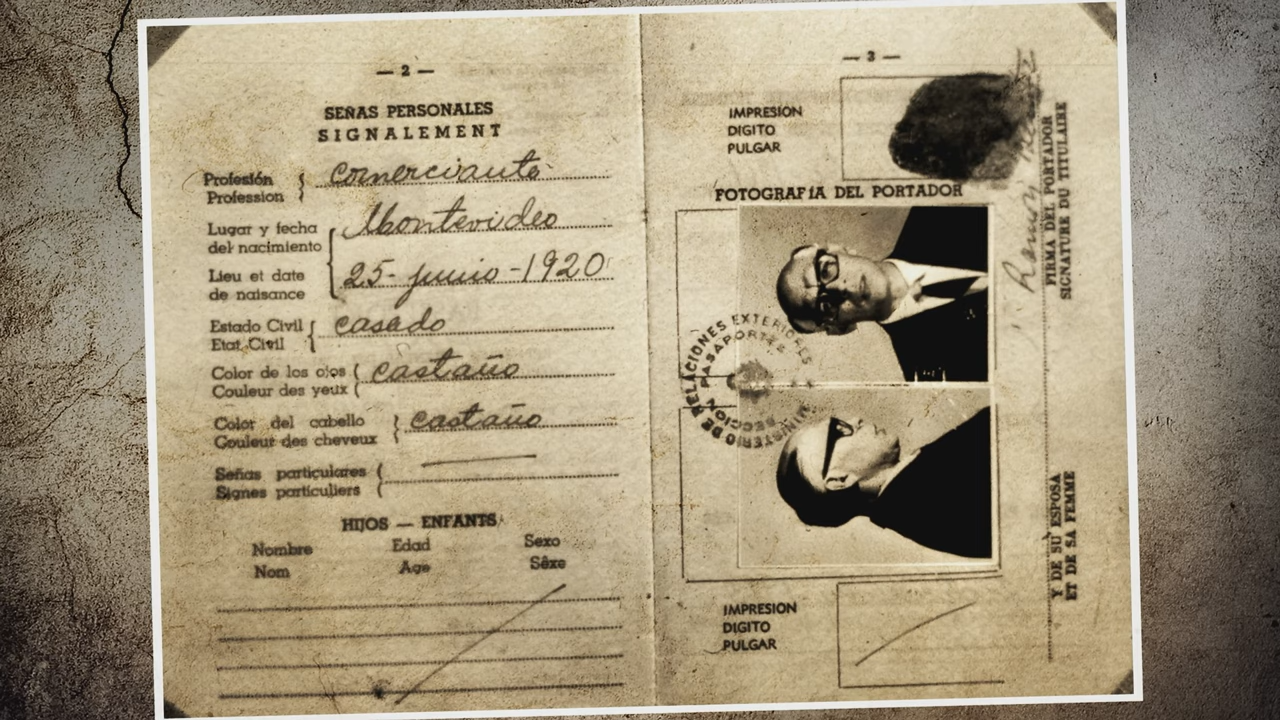 — 2 —
SEÑAS PERSONALES
SIGNALEMENT
Profesión
Profession
comerciante
Lugar y fecha
del nacimiento
Montevideo
Lieu et date
de naisance
25-junio-1920
Estado Civil
Etat Civil
casado
Color de los ojos
Couleur des yeux
castaño
Color del cabello
Couleur des cheveux
castaño
Señas particulares
Signes particuliers
HIJOS — ENFANTS
Nombre Edad Sexo
Nom Age Sêxe
— 3 —
IMPRESION
DIGITO
PULGAR
FOTOGRAFIA DEL PORTADOR
MINISTERIO DE RELACIONES EXTERIORES
PASAPORTES
IMPRESION
DIGITO
PULGAR
FIRMA DEL PORTADOR
SIGNATURE DU TITULAIRE
Y DE SU ESPOSA
ET DE SA FEMME